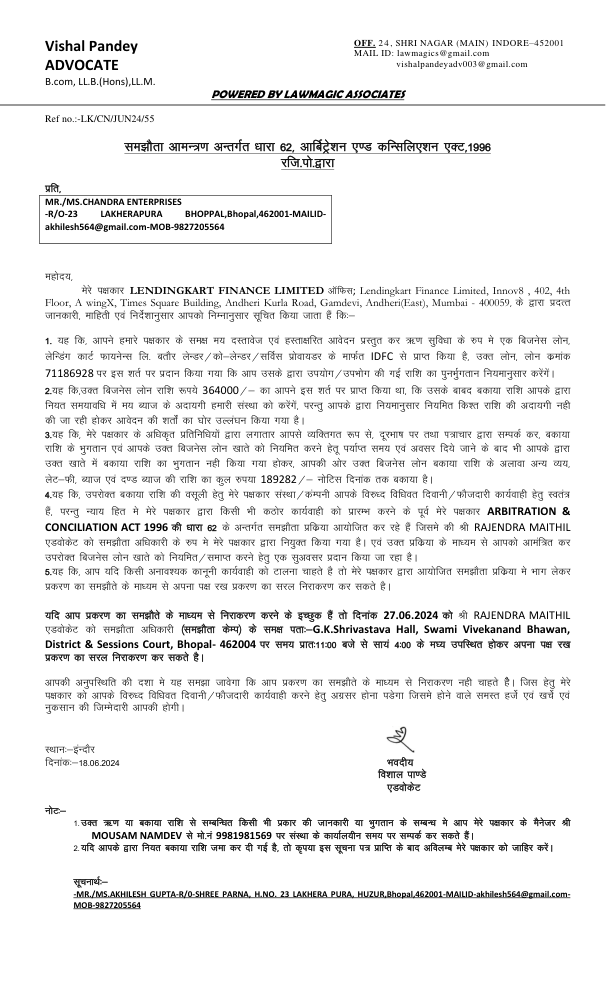 Vishal Pandey
ADVOCATE
B.com, LL.B.(Hons),LL.M.
OFF. 24, SHRI NAGAR (MAIN) INDORE–452001
MAIL ID: lawmagics@gmail.com
vishalpandeyadv003@gmail.com
POWERED BY LAWMAGIC ASSOCIATES
Ref no.:-LK/CN/JUN24/55
समझौता आमन्त्रण अन्तर्गत धारा 62, आर्बिट्रेशन एण्ड कन्सिलिएशन एक्ट,1996
रजि.पो.द्वारा
प्रति,
MR./MS.CHANDRA ENTERPRISES
-R/O-23 LAKHERAPURA BHOPPAL,Bhopal,462001-MAILID-
akhilesh564@gmail.com-MOB-9827205564
महोदय,
मेरे पक्षकार LENDINGKART FINANCE LIMITED ऑफिस; Lendingkart Finance Limited, Innov8 , 402, 4th
Floor, A wingX, Times Square Building, Andheri Kurla Road, Gamdevi, Andheri(East), Mumbai - 400059, के द्वारा प्रदत्त
जानकारी, माहिती एवं निर्देशानुसार आपको निम्नानुसार सूचित किया जाता हैं कि:–
1. यह कि, आपने हमारे पक्षकार के समक्ष मय दस्तावेज एवं हस्ताक्षरित आवेदन प्रस्तुत कर ऋण सुविधा के रुप मे एक बिजनेस लोन,
लेन्डिंग कार्ट फायनेन्स लि. बतौर लेन्डर/को–लेन्डर/सर्विस प्रोवायडर के मार्फत IDFC से प्राप्त किया है, उक्त लोन, लोन क्रमांक
71186928 पर इस शर्त पर प्रदान किया गया कि आप उसके द्वारा उपयोग/उपभोग की गई राशि का पुनर्भुगतान नियमानुसार करेगें।
2.यह कि,उक्त बिजनेस लोन राशि रूपये 364000/– का आपने इस शर्त पर प्राप्त किया था, कि उसके बाबद बकाया राशि आपके द्वारा
नियत समयावधि में मय ब्याज के अदायगी हमारी संस्था को करेगें, परन्तु आपके द्वारा नियमानुसार नियमित किश्त राशि की अदायगी नही
की जा रही होकर आवेदन की शर्तों का घोर उल्लंघन किया गया है।
3.यह कि, मेरे पक्षकार के अधिकृत प्रतिनिधियों द्वारा लगातार आपसे व्यक्तिगत रूप से, दूरभाष पर तथा पत्राचार द्वारा सम्पर्क कर, बकाया
राशि के भुगतान एवं आपके उक्त बिजनेस लोन खाते को नियमित करने हेतू पर्याप्त समय एवं अवसर दिये जाने के बाद भी आपके द्वारा
उक्त खाते में बकाया राशि का भुगतान नही किया गया होकर, आपकी ओर उक्त बिजनेस लोन बकाया राशि के अलावा अन्य व्यय,
लेट–फी, ब्याज एवं दण्ड ब्याज की राशि का कुल रुपया 189282/– नोटिस दिनांक तक बकाया है।
4.यह कि, उपरोक्त बकाया राशि की वसूली हेतु मेरे पक्षकार संस्था/कंम्पनी आपके विरुध्द विधिवत दिवानी/फौजदारी कार्यवाही हेतु स्वतंत्र
हैं, परन्तु न्याय हित मे मेरे पक्षकार द्वारा किसी भी कठोर कार्यवाही को प्रारम्भ करने के पूर्व मेरे पक्षकार ARBITRATION &
CONCILIATION ACT 1996 की धारा 62 के अन्तर्गत समझौता प्रक्रिया आयोजित कर रहे हैं जिसमे की श्री RAJENDRA MAITHIL
एडवोकेट को समझौता अधिकारी के रुप मे मेरे पक्षकार द्वारा नियुक्त किया गया है। एवं उक्त प्रक्रिया के माध्यम से आपको आमंत्रित कर
उपरोक्त बिजनेस लोन खाते को नियमित/समाप्त करने हेतु एक सुअवसर प्रदान किया जा रहा है।
5.यह कि, आप यदि किसी अनावश्यक कानूनी कार्यवाही को टालना चाहते है तो मेरे पक्षकार द्वारा आयोजित समझौता प्रक्रिया मे भाग लेकर
प्रकरण का समझौते के माध्यम से अपना पक्ष रख प्रकरण का सरल निराकरण कर सकते है।
यदि आप प्रकरण का समझौते के माध्यम से निराकरण करने के इच्छुक हैं तो दिनांक 27.06.2024 को श्री RAJENDRA MAITHIL
एडवोकेट को समझौता अधिकारी (समझौता केम्प) के समक्ष पता:–G.K.Shrivastava Hall, Swami Vivekanand Bhawan,
District & Sessions Court, Bhopal- 462004 पर समय प्रात:11:00 बजे से सायं 4:00 के मघ्य उपस्थित होकर अपना पक्ष रख
प्रकरण का सरल निराकरण कर सकते है।
आपकी अनुपस्थिति की दशा मे यह समझा जावेगा कि आप प्रकरण का समझौते के माध्यम से निराकरण नही चाहते है। जिस हेतु मेरे
पक्षकार को आपके विरुध्द विधिवत दिवानी/फौजदारी कार्यवाही करने हेतु अग्रसर होना पडेगा जिसमे होने वाले समस्त हर्जे एवं खर्चे एवं
नुकसान की जिम्मेदारी आपकी होगी।
स्थान:–इंन्दौर
दिनांक:–18.06.2024
भवदीय
विशाल पाण्डे
एडवोकेट
नोट:–
1.उक्त ऋण या बकाया राशि से सम्बन्धित किसी भी प्रकार की जानकारी या भुगतान के सम्बन्ध मे आप मेरे पक्षकार के मैनेजर श्री
MOUSAM NAMDEV से मो.नं 9981981569 पर संस्था के कार्यालयीन समय पर सम्पर्क कर सकते हैं।
2.यदि आपके द्वारा नियत बकाया राशि जमा कर दी गई है, तो कृपया इस सूचना पत्र प्राप्ति के बाद अविलम्ब मेरे पक्षकार को जाहिर करें।
सूचनार्थ:–
-MR./MS.AKHILESH GUPTA-R/0-SHREE PARNA, H.NO. 23 LAKHERA PURA, HUZUR,Bhopal,462001-MAILID-akhilesh564@gmail.com-
MOB-9827205564